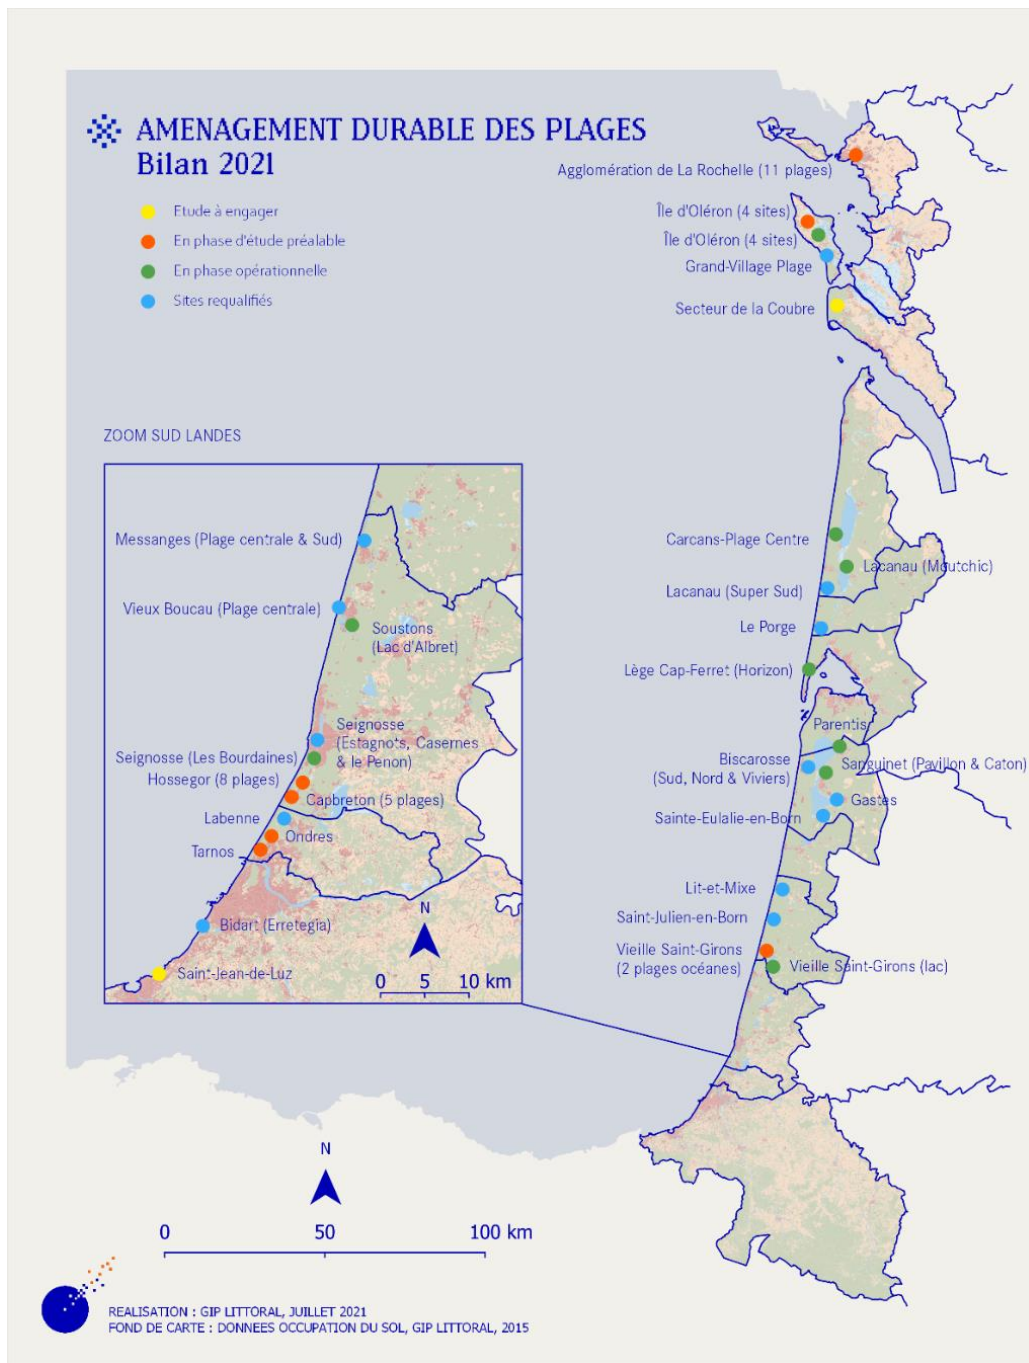 AMENAGEMENT DURABLE DES PLAGES
Bilan 2021
Etude à engager
En phase d'étude préalable
En phase opérationnelle
Sites requalifiés
Agglomération de La Rochelle (11 plages)
Île d'Oléron (4 sites)
Île d'Oléron (4 sites)
Grand-Village Plage
Secteur de la Coubre
Carcans-Plage Centre
Lacanau (Moutchic)
Lacanau (Super Sud)
Le Porge
Lège Cap-Ferret (Horizon)
Parentis
Biscarosse
(Sud, Nord & Viviers)
Sanguinet (Pavillon & Caton)
Gastes
Sainte-Eulalie-en-Born
Lit-et-Mixe
Saint-Julien-en-Born
Vieille Saint-Girons
(2 plages océanes)
Vieille Saint-Girons (lac)
ZOOM SUD LANDES
Messanges (Plage centrale & Sud)
Vieux Boucau (Plage centrale)
Soustons
(Lac d'Albret)
Seignosse
(Estagnots, Casernes
& le Penon)
Seignosse (Les Bourdaines)
Hossegor (8 plages)
Capbreton (5 plages)
Labenne
Ondres
Tarnos
Bidart (Erretegia)
Saint-Jean-de-Luz
N
0 5 10 km
N
0 50 100 km
REALISATION : GIP LITTORAL, JUILLET 2021
FOND DE CARTE : DONNEES OCCUPATION DU SOL, GIP LITTORAL, 2015